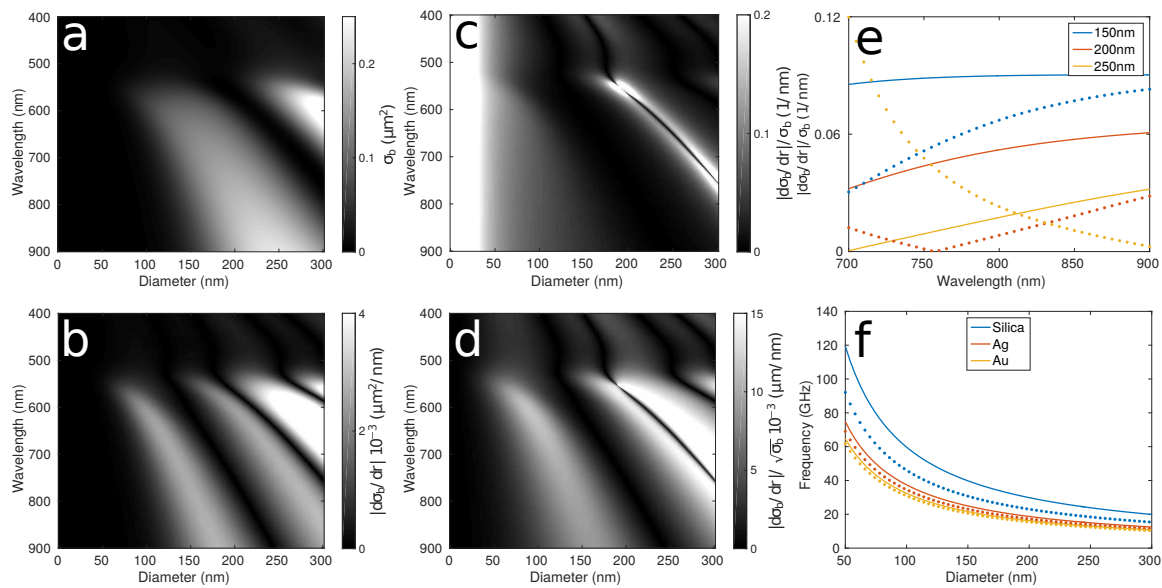 a
400
500
600
700
800
900
Wavelength (nm)
0 50 100 150 200 250 300
Diameter (nm)
0.2
0.1
0
σb (μm²)
c
400
500
600
700
800
900
Wavelength (nm)
0 50 100 150 200 250 300
Diameter (nm)
0.2
0.1
0
|dσb/ dr|/ σb (1/ nm)
e
0.12
0.06
0
|dσb/ dr|/ σb (1/ nm)
700 750 800 850 900
Wavelength (nm)
150nm
200nm
250nm
b
400
500
600
700
800
900
Wavelength (nm)
0 50 100 150 200 250 300
Diameter (nm)
4
2
0
|dσb/ dr| 10⁻³ (μm²/ nm)
d
400
500
600
700
800
900
Wavelength (nm)
0 50 100 150 200 250 300
Diameter (nm)
15
10
5
0
|dσb/ dr|/ √σb 10⁻³ (μm/ nm)
f
140
120
100
80
60
40
20
0
Frequency (GHz)
50 100 150 200 250 300
Diameter (nm)
Silica
Ag
Au